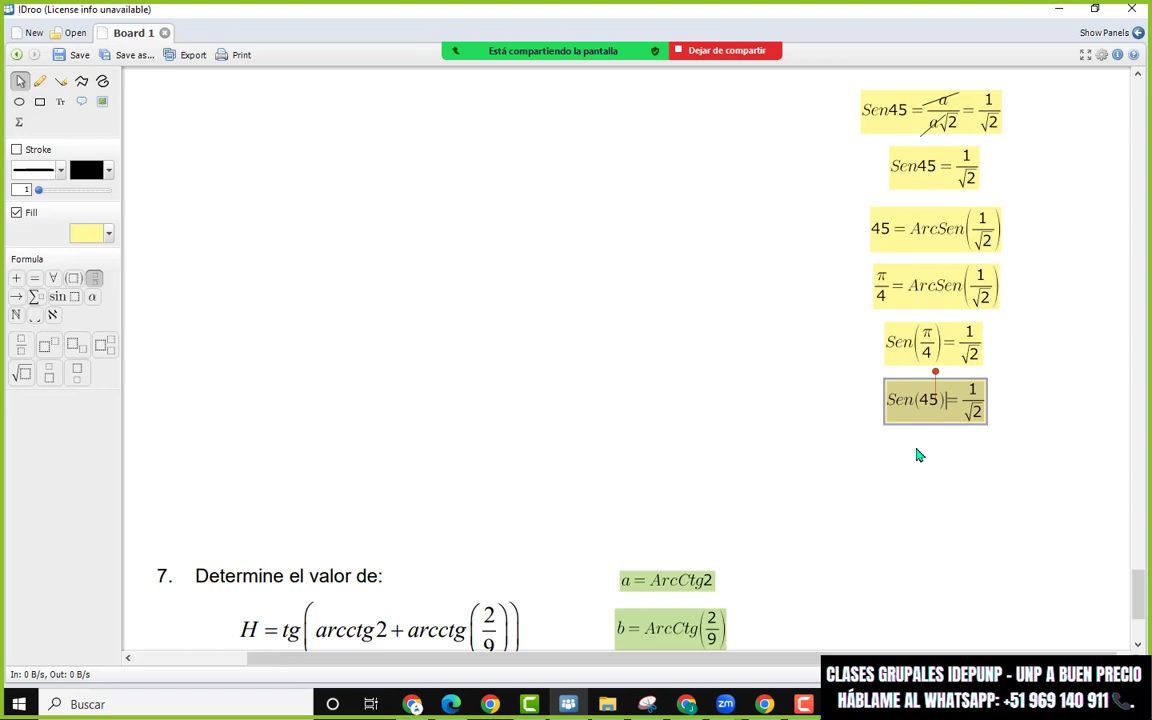 IDroo (License info unavailable)
New Open Board 1 Show Panels
Save Save as... Export Print
Está compartiendo la pantalla Dejar de compartir
Tr
Σ
Stroke
1
Fill
Formula
+ = ∀ (□)
→ Σ□ sin □ α
ℕ ℵ
Sen45 = a/a√2 = 1/√2
Sen45 = 1/√2
45 = ArcSen(1/√2)
π/4 = ArcSen(1/√2)
Sen(π/4) = 1/√2
Sen(45) = 1/√2
7. Determine el valor de:
H = tg(arcctg2 + arcctg(2/9))
a = ArcCtg2
b = ArcCtg(2/9)
In: 0 B/s, Out: 0 B/s
CLASES GRUPALES IDEPUNP - UNP A BUEN PRECIO
HÁBLAME AL WHATSAPP: +51 969 140 911
Buscar